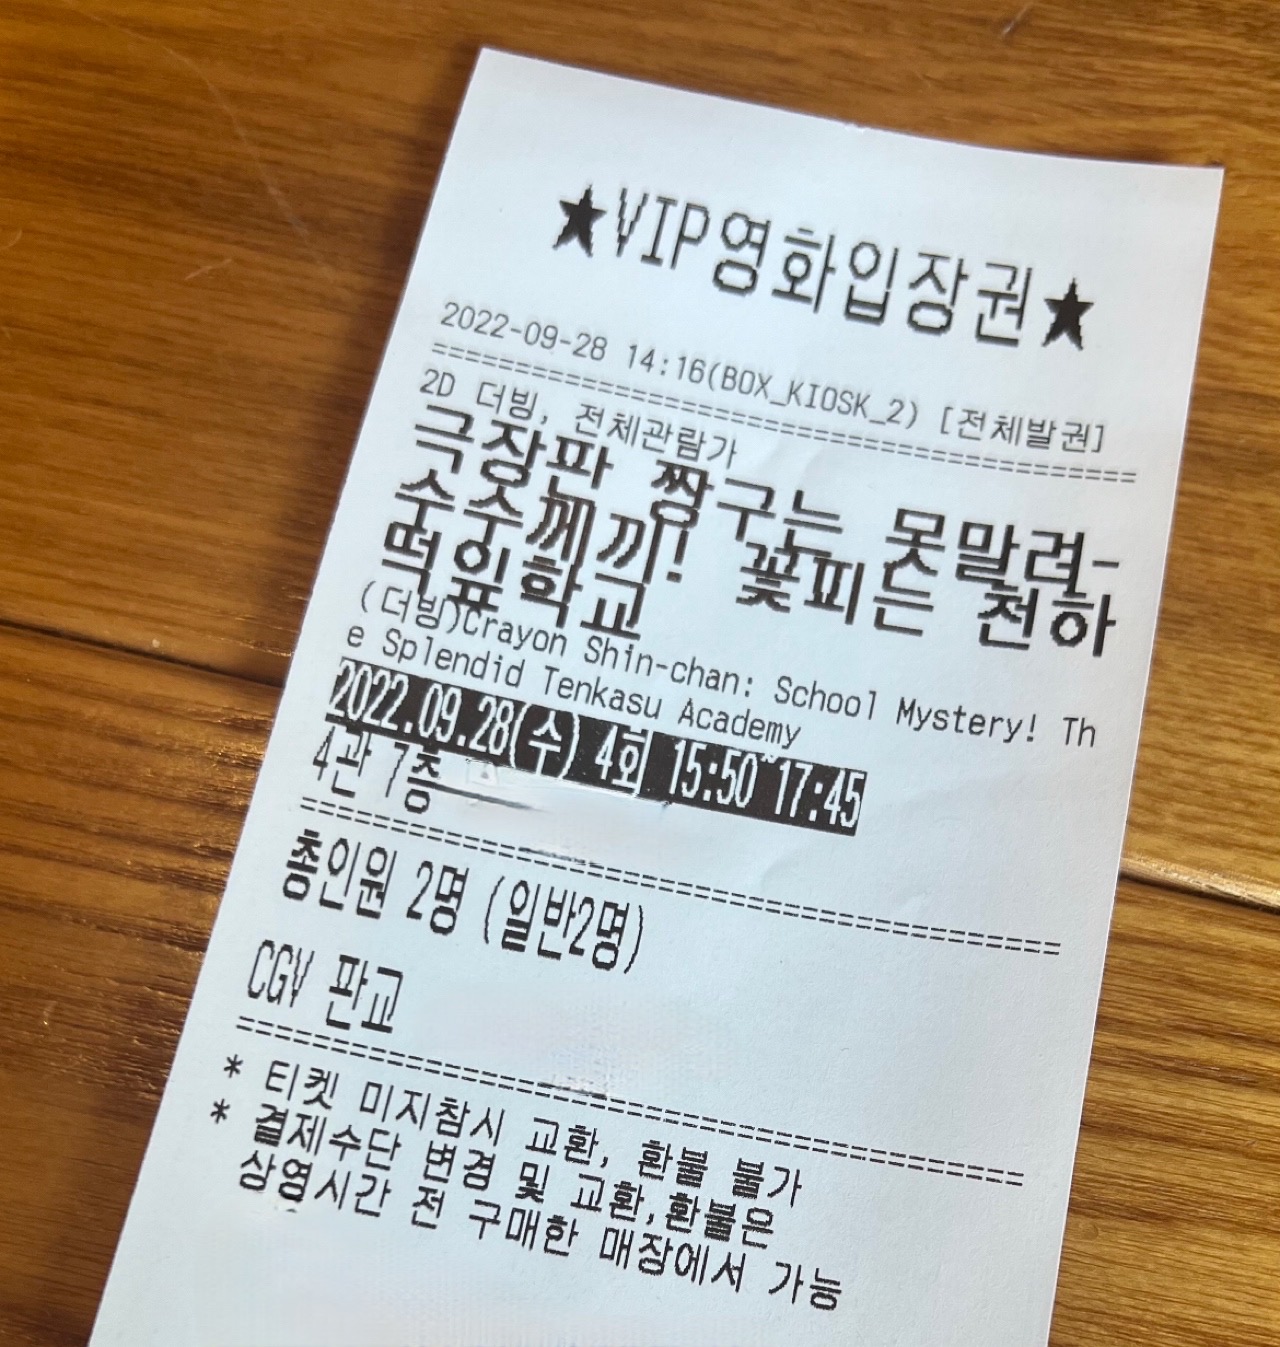 ★VIP영화입장권★
2022-09-28 14:16(BOX_KIOSK_2) [전체발권]
2D 더빙, 전체관람가
극장판 짱구는 못말려-
수수께끼! 꽃피는 천하
떡잎학교
(더빙)Crayon Shin-chan: School Mystery! Th
e Splendid Tenkasu Academy
2022.09.28(수) 4회 15:50~17:45
4관 7층
총인원 2명 (일반2명)
CGV 판교
* 티켓 미지참시 교환, 환불 불가
* 결제수단 변경 및 교환,환불은
상영시간 전 구매한 매장에서 가능